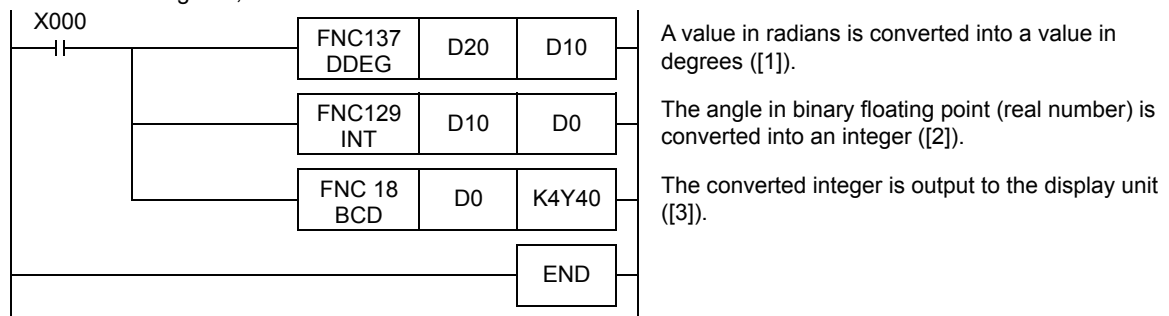 X000
FNC137
DDEG
D20
D10
A value in radians is converted into a value in
degrees ([1]).
FNC129
INT
D10
D0
The angle in binary floating point (real number) is
converted into an integer ([2]).
FNC 18
BCD
D0
K4Y40
The converted integer is output to the display unit
([3]).
END